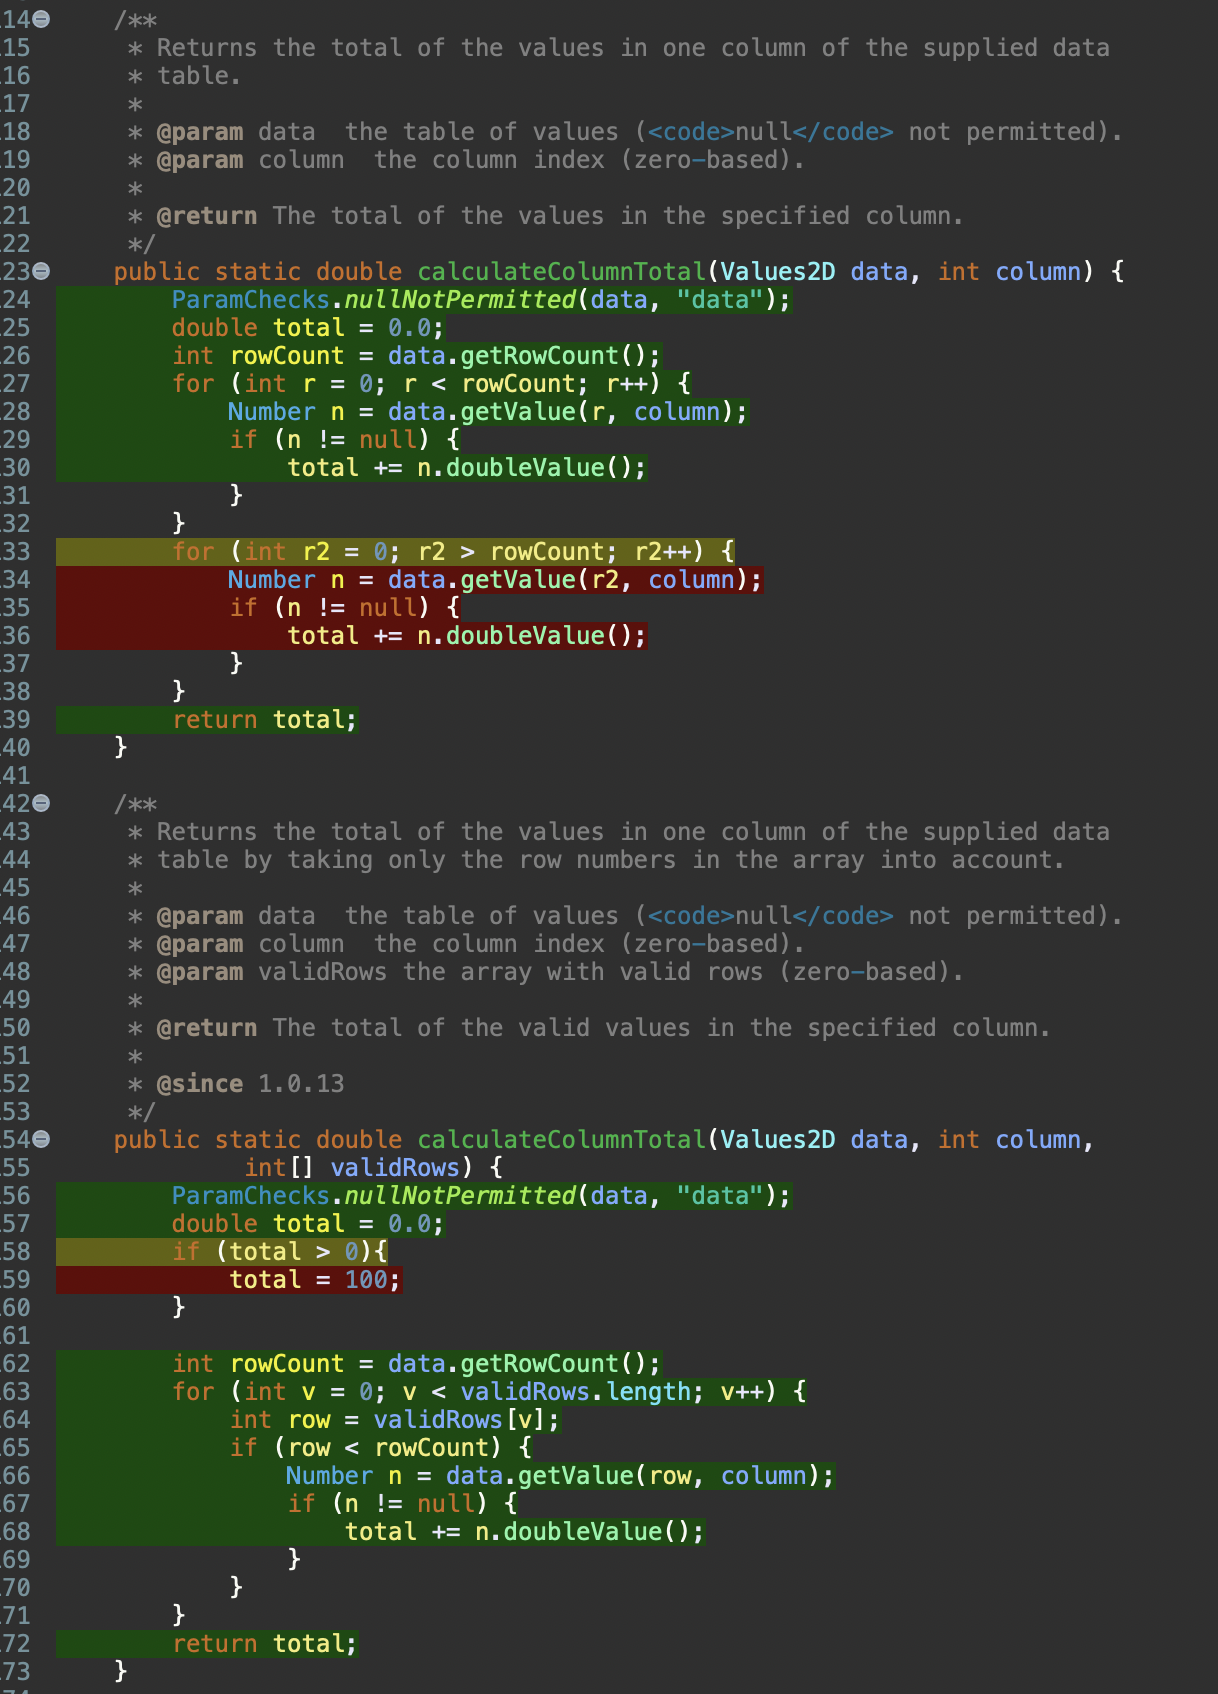 14 /**
15 * Returns the total of the values in one column of the supplied data
16 * table.
17 *
18 * @param data  the table of values (<code>null</code> not permitted).
19 * @param column  the column index (zero-based).
20 *
21 * @return The total of the values in the specified column.
22 */
23 public static double calculateColumnTotal(Values2D data, int column) {
24 ParamChecks.nullNotPermitted(data, "data");
25 double total = 0.0;
26 int rowCount = data.getRowCount();
27 for (int r = 0; r < rowCount; r++) {
28 Number n = data.getValue(r, column);
29 if (n != null) {
30 total += n.doubleValue();
31 }
32 }
33 for (int r2 = 0; r2 > rowCount; r2++) {
34 Number n = data.getValue(r2, column);
35 if (n != null) {
36 total += n.doubleValue();
37 }
38 }
39 return total;
40 }
41
42 /**
43 * Returns the total of the values in one column of the supplied data
44 * table by taking only the row numbers in the array into account.
45 *
46 * @param data  the table of values (<code>null</code> not permitted).
47 * @param column  the column index (zero-based).
48 * @param validRows the array with valid rows (zero-based).
49 *
50 * @return The total of the valid values in the specified column.
51 *
52 * @since 1.0.13
53 */
54 public static double calculateColumnTotal(Values2D data, int column,
55 int[] validRows) {
56 ParamChecks.nullNotPermitted(data, "data");
57 double total = 0.0;
58 if (total > 0){
59 total = 100;
60 }
61
62 int rowCount = data.getRowCount();
63 for (int v = 0; v < validRows.length; v++) {
64 int row = validRows[v];
65 if (row < rowCount) {
66 Number n = data.getValue(row, column);
67 if (n != null) {
68 total += n.doubleValue();
69 }
70 }
71 }
72 return total;
73 }